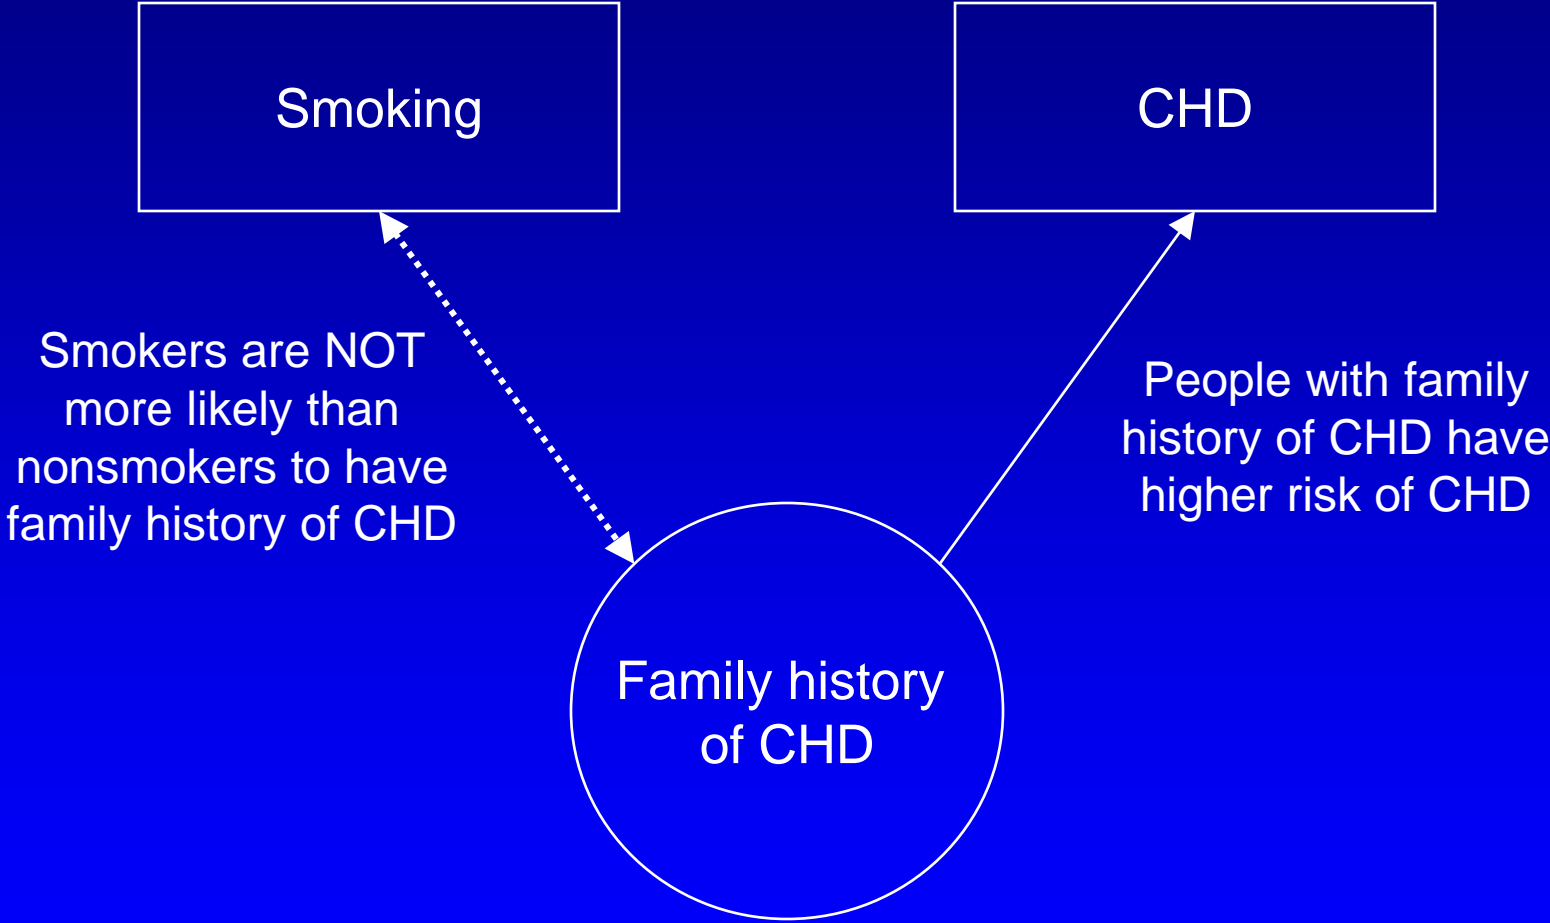 Smoking
CHD
Smokers are NOT
more likely than
nonsmokers to have
family history of CHD
People with family
history of CHD have
higher risk of CHD
Family history
of CHD